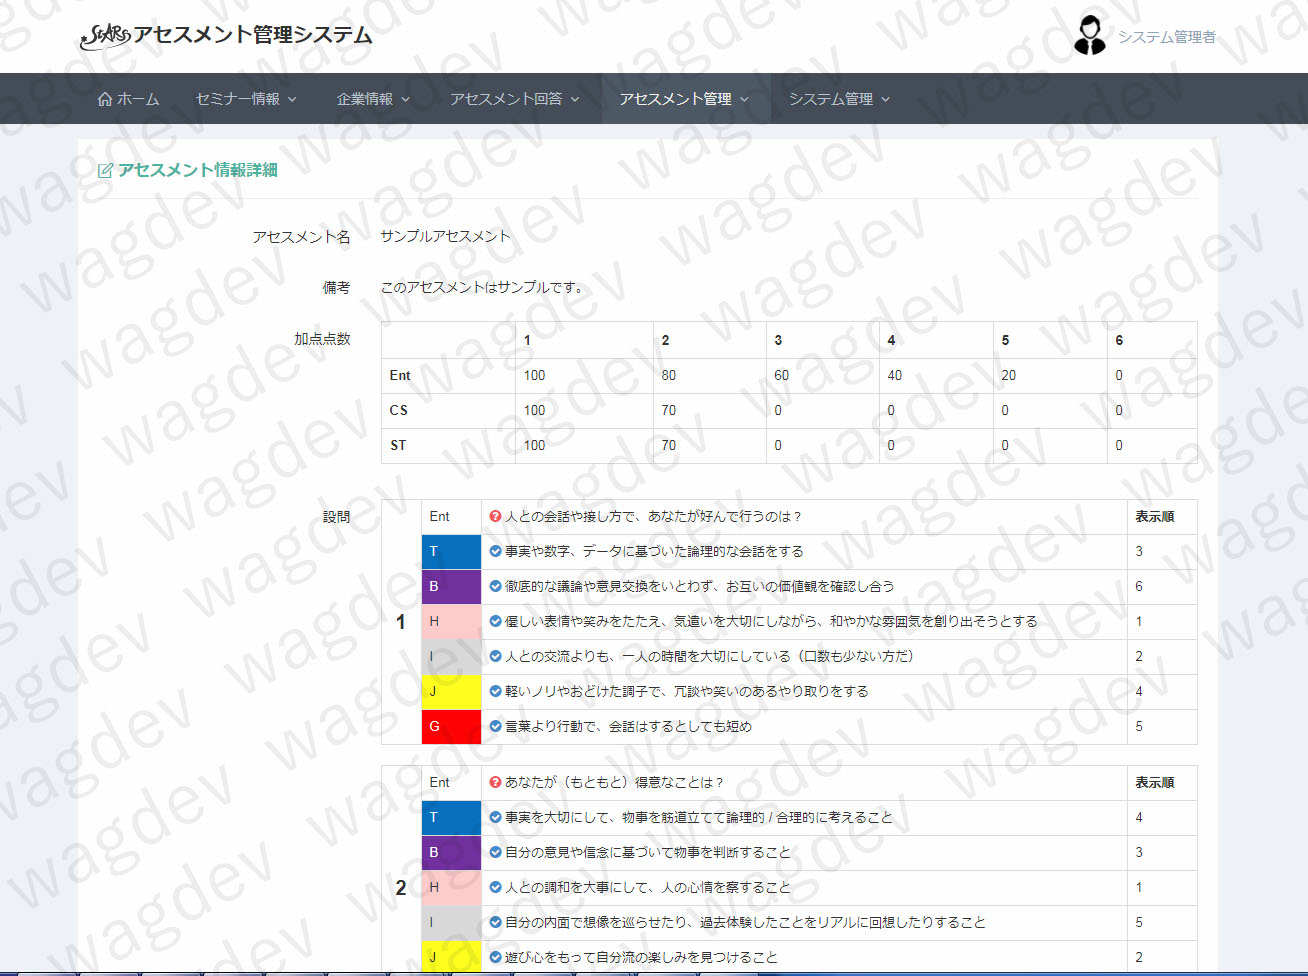 STARs アセスメント管理システム
システム管理者
ホーム セミナー情報 企業情報 アセスメント回答 アセスメント管理 システム管理
アセスメント情報詳細
アセスメント名 サンプルアセスメント
備考 このアセスメントはサンプルです。
加点点数 1 2 3 4 5 6
Ent 100 80 60 40 20 0
CS 100 70 0 0 0 0
ST 100 70 0 0 0 0
設問 Ent 人との会話や接し方で、あなたが好んで行うのは？ 表示順
T 事実や数字、データに基づいた論理的な会話をする 3
B 徹底的な議論や意見交換をいとわず、お互いの価値観を確認し合う 6
1 H 優しい表情や笑みをたたえ、気遣いを大切にしながら、和やかな雰囲気を創り出そうとする 1
I 人との交流よりも、一人の時間を大切にしている（口数も少ない方だ） 2
J 軽いノリやおどけた調子で、冗談や笑いのあるやり取りをする 4
G 言葉より行動で、会話はするとしても短め 5
Ent あなたが（もともと）得意なことは？ 表示順
T 事実を大切にして、物事を筋道立てて論理的 / 合理的に考えること 4
B 自分の意見や信念に基づいて物事を判断すること 3
2 H 人との調和を大事にして、人の心情を察すること 1
I 自分の内面で想像を巡らせたり、過去体験したことをリアルに回想したりすること 5
J 遊び心をもって自分流の楽しみを見つけること 2
wagdev